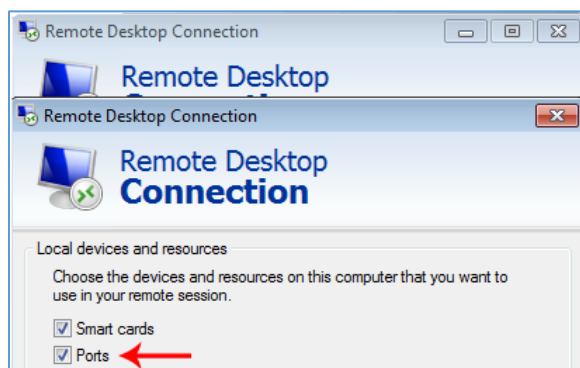 Remote Desktop Connection
Remote Desktop
Remote Desktop Connection
Remote Desktop
Connection
Local devices and resources
Choose the devices and resources on this computer that you want to
use in your remote session.
Smart cards
Ports